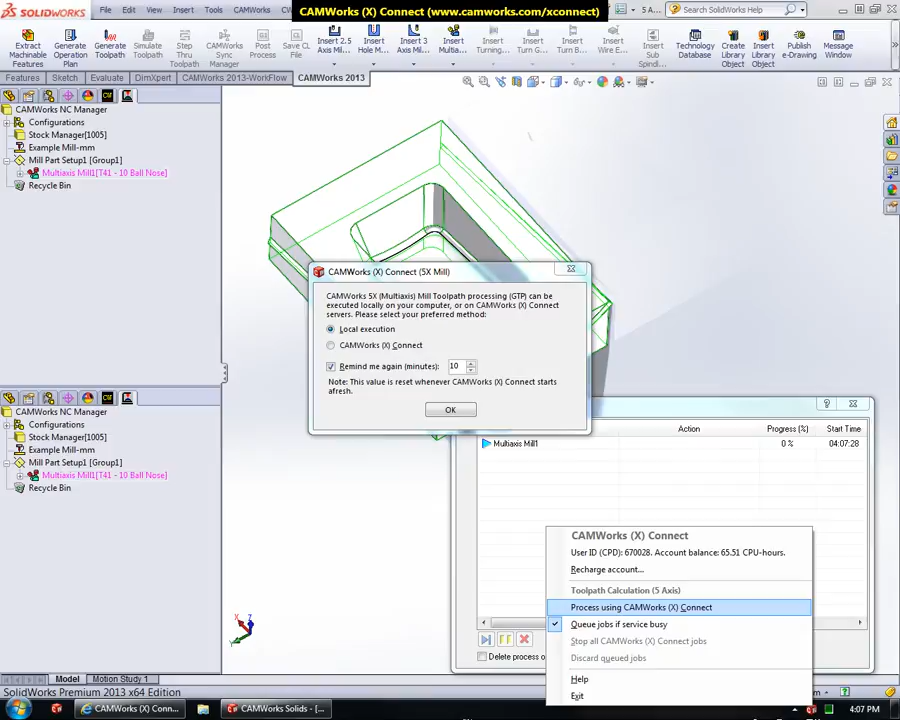 SOLIDWORKS
File
Edit
View
Insert
Tools
CAMWorks
CAMWorks (X) Connect (www.camworks.com/xconnect)
5 A...
Search SolidWorks Help
Extract Machinable Features
Generate Operation Plan
Generate Toolpath
Simulate Toolpath
Step Thru Toolpath
CAMWorks Sync Manager
Post Process
Save CL File
Insert 2.5 Axis Mil...
Insert Hole M...
Insert 3 Axis Mil...
Insert Multia...
Insert Turning...
Insert Turn G...
Insert Turn B...
Insert Wire E...
Insert Sub Spindl...
Technology Database
Create Library Object
Insert Library Object
Publish e-Drawing
Message Window
Features
Sketch
Evaluate
DimXpert
CAMWorks 2013-WorkFlow
CAMWorks 2013
CAMWorks NC Manager
Configurations
Stock Manager[1005]
Example Mill-mm
Mill Part Setup1 [Group1]
Multiaxis Mill1[T41 - 10 Ball Nose]
Recycle Bin
CAMWorks (X) Connect (5X Mill)
CAMWorks 5X (Multiaxis) Mill Toolpath processing (GTP) can be
executed locally on your computer, or on CAMWorks (X) Connect
servers. Please select your preferred method:
Local execution
CAMWorks (X) Connect
Remind me again (minutes): 10
Note: This value is reset whenever CAMWorks (X) Connect starts
afresh.
OK
CAMWorks NC Manager
Configurations
Stock Manager[1005]
Example Mill-mm
Mill Part Setup1 [Group1]
Multiaxis Mill1[T41 - 10 Ball Nose]
Recycle Bin
Action
Progress (%)
Start Time
Multiaxis Mill1
0 %
04:07:28
CAMWorks (X) Connect
User ID (CPD): 670028. Account balance: 65.51 CPU-hours.
Recharge account...
Toolpath Calculation (5 Axis)
Process using CAMWorks (X) Connect
Queue jobs if service busy
Stop all CAMWorks (X) Connect jobs
Discard queued jobs
Help
Exit
Delete process o
X
Z
Model
Motion Study 1
SolidWorks Premium 2013 x64 Edition
CAMWorks (X) Conn...
CAMWorks Solids - [...
4:07 PM